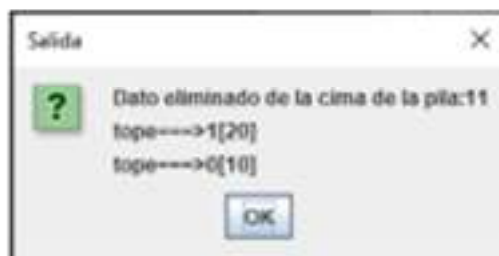 Salida
Dato eliminado de la cima de la pila:11
tope===>1[20]
tope===>0[10]
OK